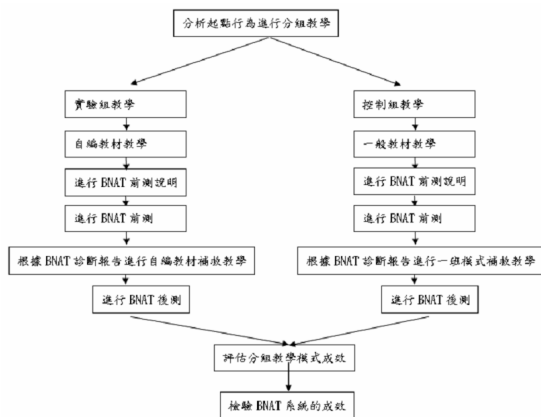 分析起點行為進行分組教學
實驗組教學
控制組教學
自編教材教學
一般教材教學
進行 BNAT 前測說明
進行 BNAT 前測說明
進行 BNAT 前測
進行 BNAT 前測
根據 BNAT 診斷報告進行自編教材補救教學
根據 BNAT 診斷報告進行一班模式補救教學
進行 BNAT 後測
進行 BNAT 後測
評估分組教學模式成效
檢驗 BNAT 系統的成效